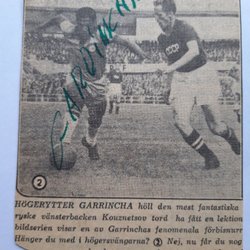 GARRINCHA
CCCP
2
HÖGERYTTER GARRINCHA höll den mest fantastiska
ryske vänsterbacken Kouznetsov tord ha fått en lektion
bildserien visar en av Garrinchas fenomenala förbismurr
Hänger du med i högersvängarna? ② Nej, nu får du nog